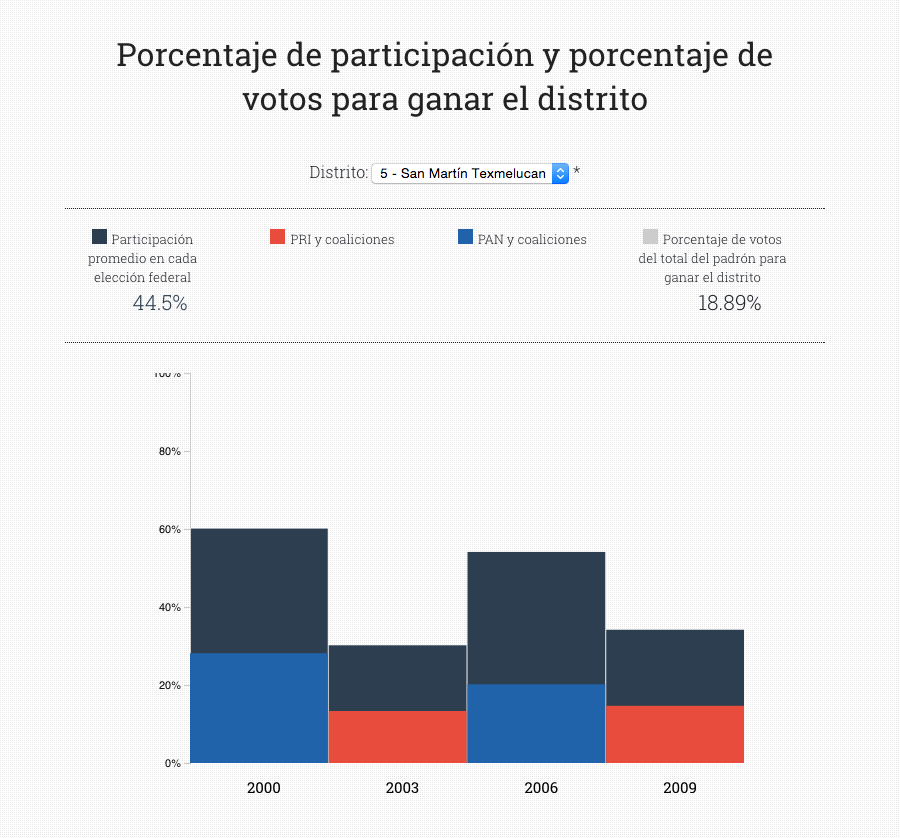 Porcentaje de participación y porcentaje de
votos para ganar el distrito
Distrito: 5 - San Martín Texmelucan *
Participación
promedio en cada
elección federal
44.5%
PRI y coaliciones
PAN y coaliciones
Porcentaje de votos
del total del padrón para
ganar el distrito
18.89%
100%
80%
60%
40%
20%
0%
2000 2003 2006 2009